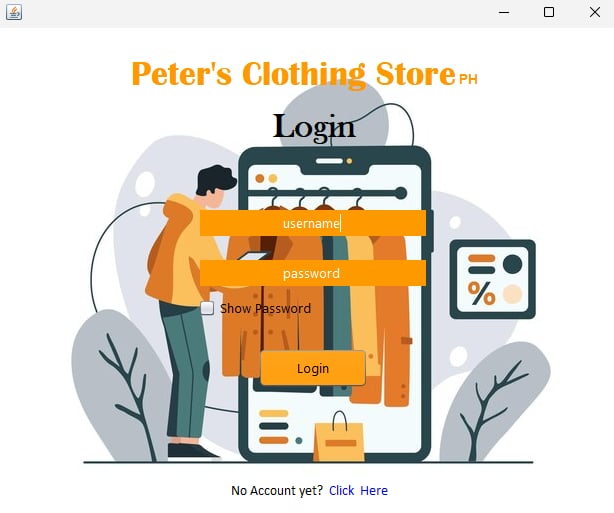 Peter's Clothing Store PH
Login
username
password
Show Password
Login
%
No Account yet? Click Here